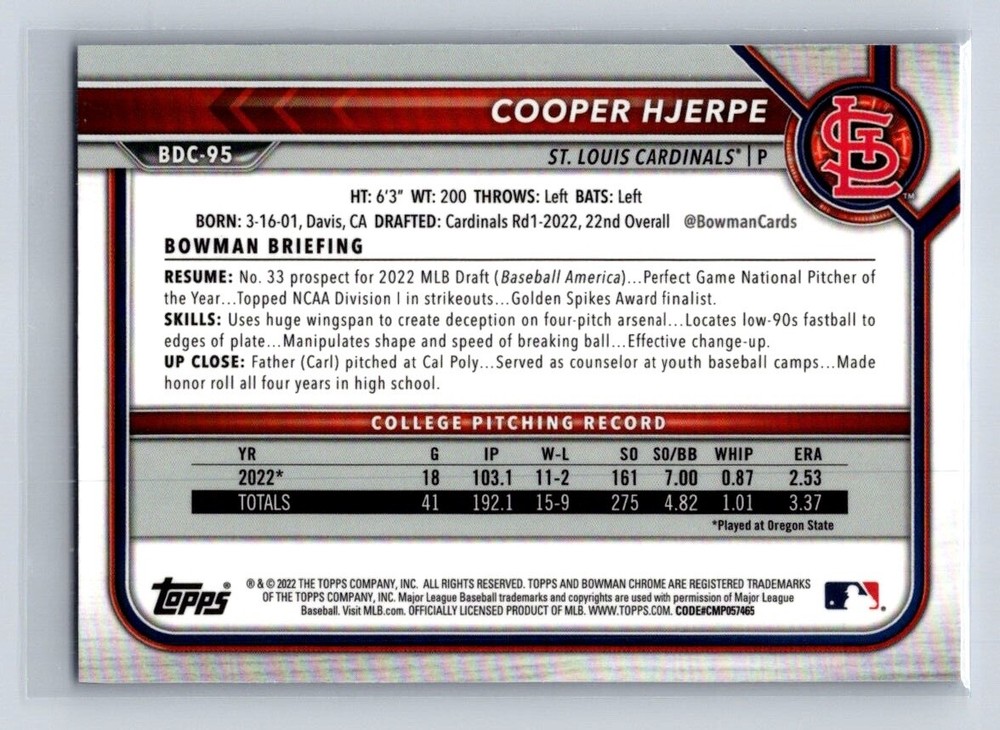 COOPER HJERPE
BDC-95
ST. LOUIS CARDINALS* | P
STL
™
HT: 6'3" WT: 200 THROWS: Left BATS: Left
BORN: 3-16-01, Davis, CA DRAFTED: Cardinals Rd1-2022, 22nd Overall @BowmanCards
BOWMAN BRIEFING
RESUME: No. 33 prospect for 2022 MLB Draft (Baseball America)...Perfect Game National Pitcher of
the Year...Topped NCAA Division I in strikeouts...Golden Spikes Award finalist.
SKILLS: Uses huge wingspan to create deception on four-pitch arsenal...Locates low-90s fastball to
edges of plate...Manipulates shape and speed of breaking ball...Effective change-up.
UP CLOSE: Father (Carl) pitched at Cal Poly...Served as counselor at youth baseball camps...Made
honor roll all four years in high school.
COLLEGE PITCHING RECORD
YR G IP W-L SO SO/BB WHIP ERA
2022* 18 103.1 11-2 161 7.00 0.87 2.53
TOTALS 41 192.1 15-9 275 4.82 1.01 3.37
*Played at Oregon State
topps®
® & © 2022 THE TOPPS COMPANY, INC. ALL RIGHTS RESERVED. TOPPS AND BOWMAN CHROME ARE REGISTERED TRADEMARKS
OF THE TOPPS COMPANY, INC. Major League Baseball trademarks and copyrights are used with permission of Major League
Baseball. Visit MLB.com. OFFICIALLY LICENSED PRODUCT OF MLB. WWW.TOPPS.COM. CODE#CMP057465
®